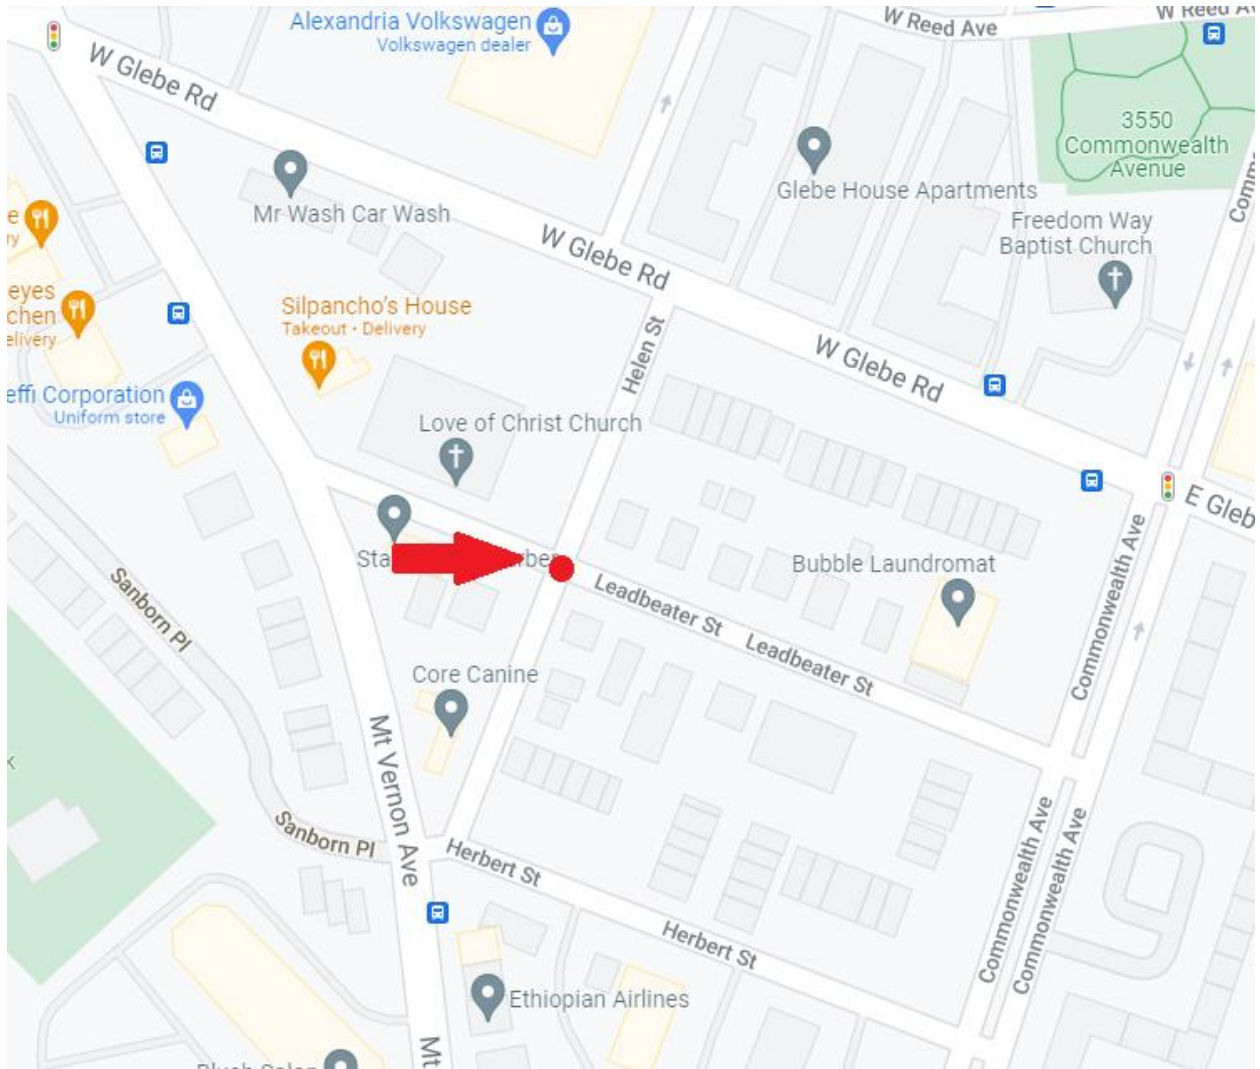 W Reed Ave
W Reed
Alexandria Volkswagen
Volkswagen dealer
W Glebe Rd
3550
Commonwealth
Avenue
Glebe House Apartments
Mr Wash Car Wash
Freedom Way
Baptist Church
W Glebe Rd
Silpancho's House
Takeout • Delivery
Helen St
W Glebe Rd
Corporation
Uniform store
Love of Christ Church
E Gleb
Commonwealth Ave
Bubble Laundromat
Leadbeater St
Leadbeater St
Sanborn Pl
Core Canine
Mt Vernon Ave
Sanborn Pl
Herbert St
Commonwealth Ave
Commonwealth Ave
Herbert St
Ethiopian Airlines
Mt